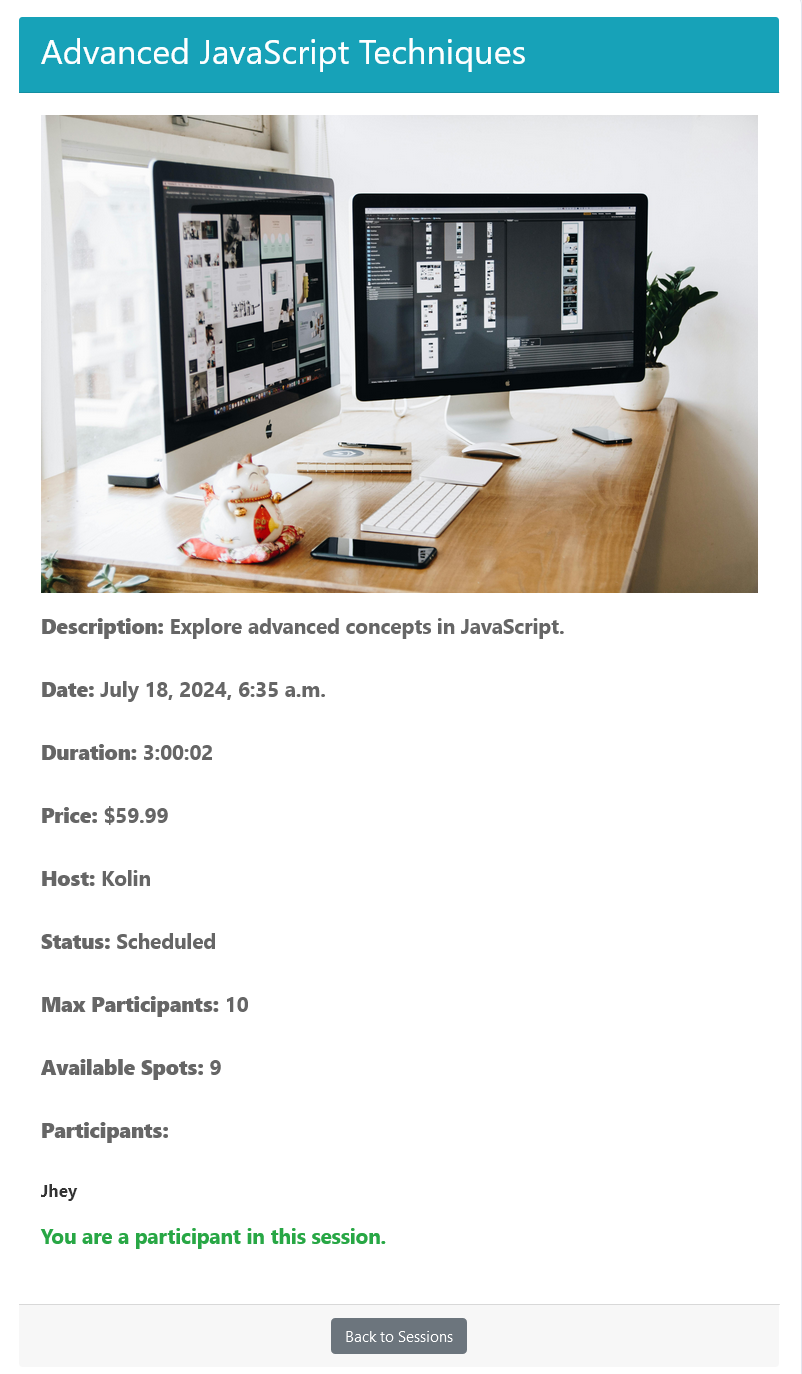 Advanced JavaScript Techniques
Description: Explore advanced concepts in JavaScript.
Date: July 18, 2024, 6:35 a.m.
Duration: 3:00:02
Price: $59.99
Host: Kolin
Status: Scheduled
Max Participants: 10
Available Spots: 9
Participants:
Jhey
You are a participant in this session.
Back to Sessions